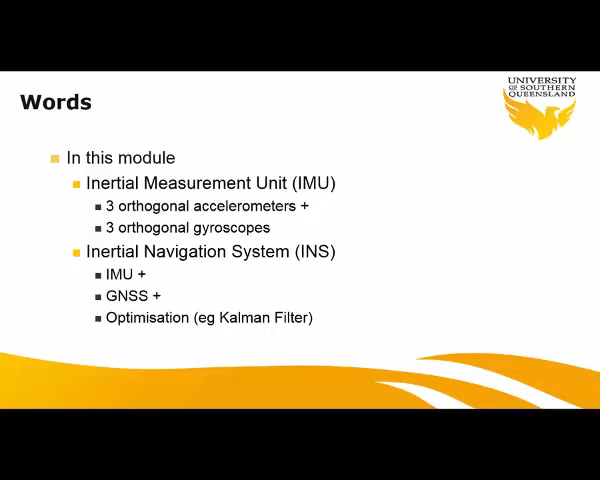 UNIVERSITY
OF SOUTHERN
QUEENSLAND
Words
In this module
Inertial Measurement Unit (IMU)
3 orthogonal accelerometers +
3 orthogonal gyroscopes
Inertial Navigation System (INS)
IMU +
GNSS +
Optimisation (eg Kalman Filter)